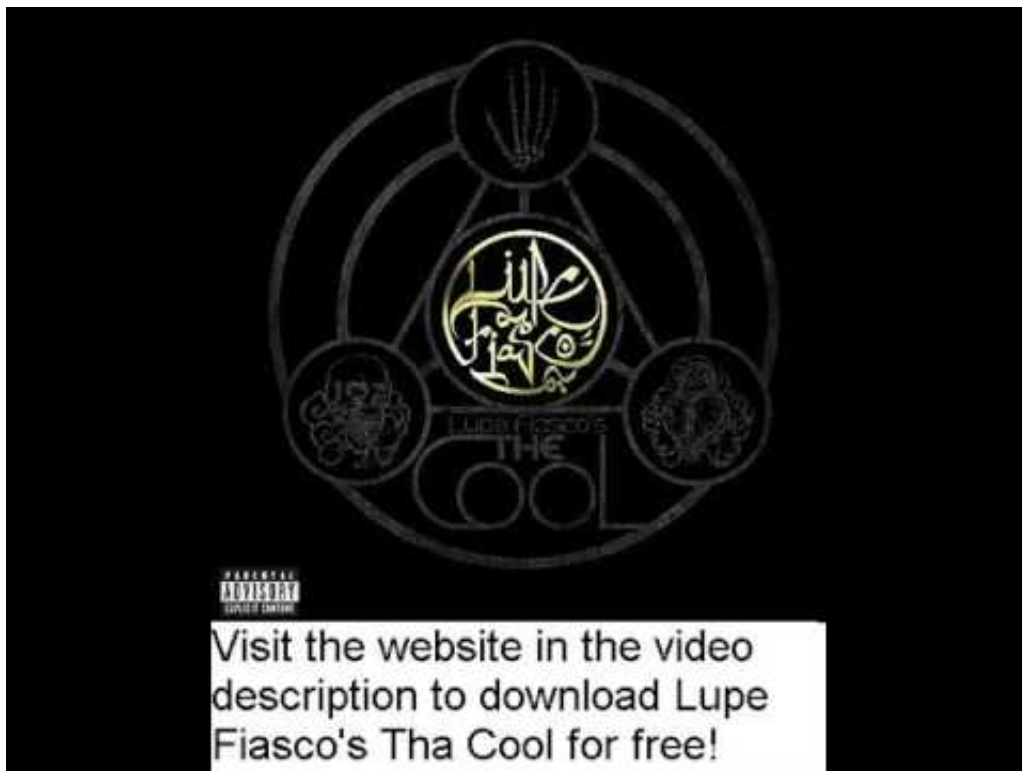 Lupe
Fiasco
Lupe Fiasco's
THE
COOL
PARENTAL
ADVISORY
EXPLICIT CONTENT
Visit the website in the video
description to download Lupe
Fiasco's Tha Cool for free!